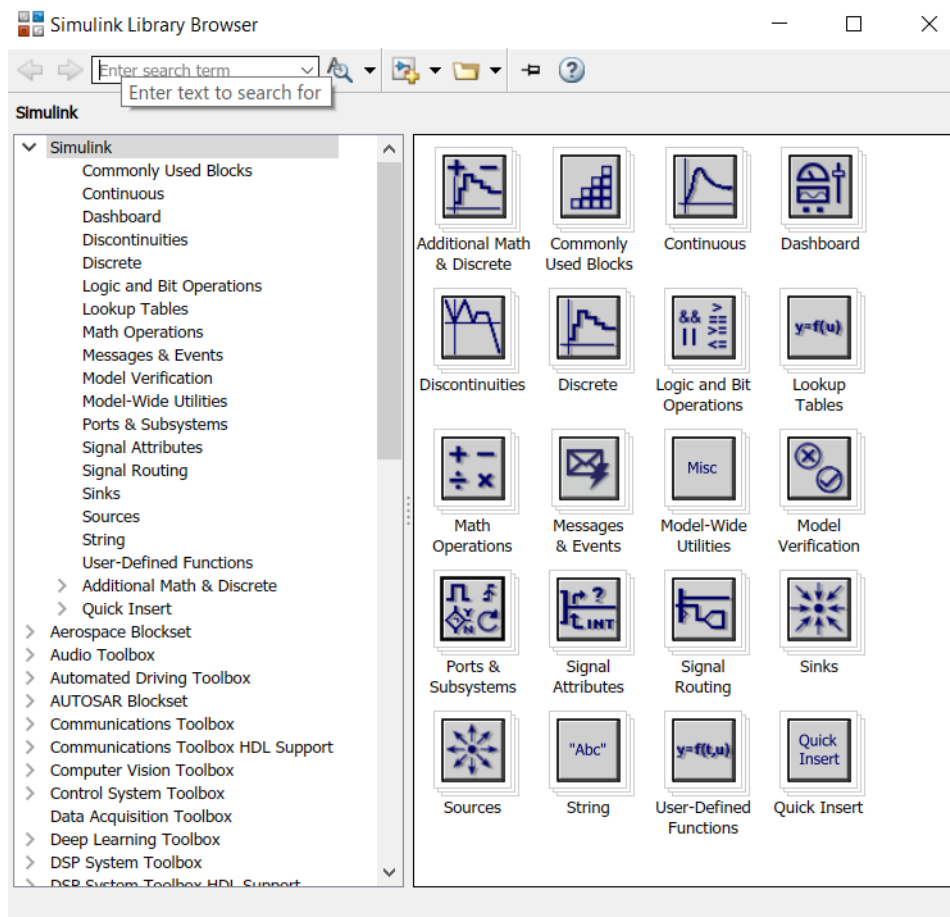 Simulink Library Browser
Enter search term
Enter text to search for
Simulink
Simulink
Commonly Used Blocks
Continuous
Dashboard
Discontinuities
Discrete
Logic and Bit Operations
Lookup Tables
Math Operations
Messages & Events
Model Verification
Model-Wide Utilities
Ports & Subsystems
Signal Attributes
Signal Routing
Sinks
Sources
String
User-Defined Functions
Additional Math & Discrete
Quick Insert
Aerospace Blockset
Audio Toolbox
Automated Driving Toolbox
AUTOSAR Blockset
Communications Toolbox
Communications Toolbox HDL Support
Computer Vision Toolbox
Control System Toolbox
Data Acquisition Toolbox
Deep Learning Toolbox
DSP System Toolbox
DSP System Toolbox HDL Support
Additional Math
& Discrete
Commonly
Used Blocks
Continuous
Dashboard
Discontinuities
Discrete
&& >
==
|| >=
<=
Logic and Bit
Operations
y=f(u)
Lookup
Tables
+ −
÷ ×
Math
Operations
Messages
& Events
Misc
Model-Wide
Utilities
Model
Verification
Y
N
Ports &
Subsystems
?
INT
Signal
Attributes
Signal
Routing
Sinks
Sources
"Abc"
String
y=f(t,u)
User-Defined
Functions
Quick
Insert
Quick Insert